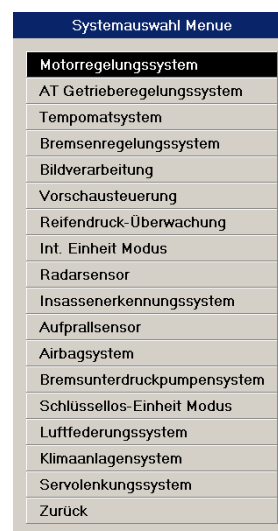 Systemauswahl Menue
Motorregelungssystem
AT Getrieberegelungssystem
Tempomatsystem
Bremsenregelungssystem
Bildverarbeitung
Vorschausteuerung
Reifendruck-Überwachung
Int. Einheit Modus
Radarsensor
Insassenerkennungssystem
Aufprallsensor
Airbagsystem
Bremsunterdruckpumpensystem
Schlüssellos-Einheit Modus
Luftfederungssystem
Klimaanlagensystem
Servolenkungssystem
Zurück